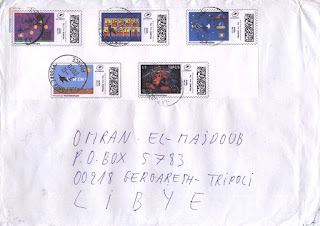 OMRAN EL-MAJDOUB
P.O.BOX 5783
00218 GERGARESH-TRIPOLI
LIBYE